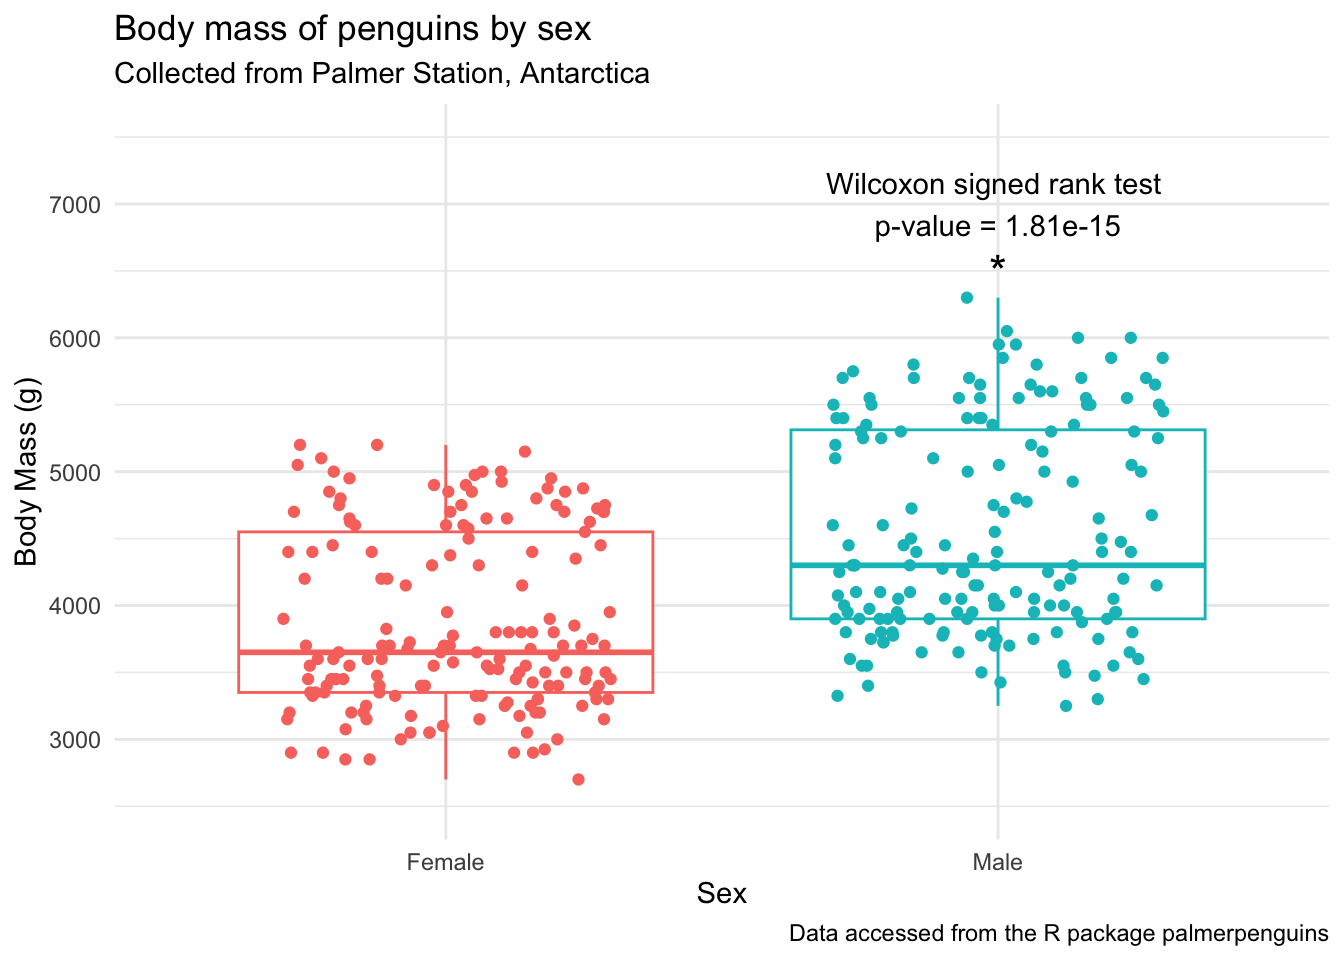 Body mass of penguins by sex
Collected from Palmer Station, Antarctica
Wilcoxon signed rank test
p-value = 1.81e-15
*
7000
6000
5000
4000
3000
Body Mass (g)
Female
Male
Sex
Data accessed from the R package palmerpenguins